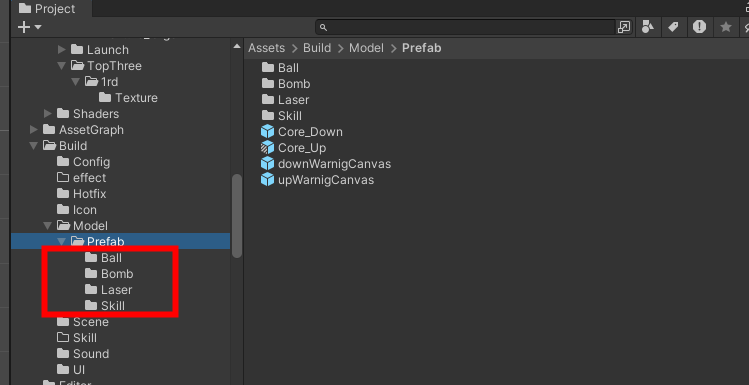 Project
Launch
TopThree
1rd
Texture
Shaders
AssetGraph
Build
Config
effect
Hotfix
Icon
Model
Prefab
Ball
Bomb
Laser
Skill
Scene
Skill
Sound
UI
Editor
Assets > Build > Model > Prefab
Ball
Bomb
Laser
Skill
Core_Down
Core_Up
downWarnigCanvas
upWarnigCanvas